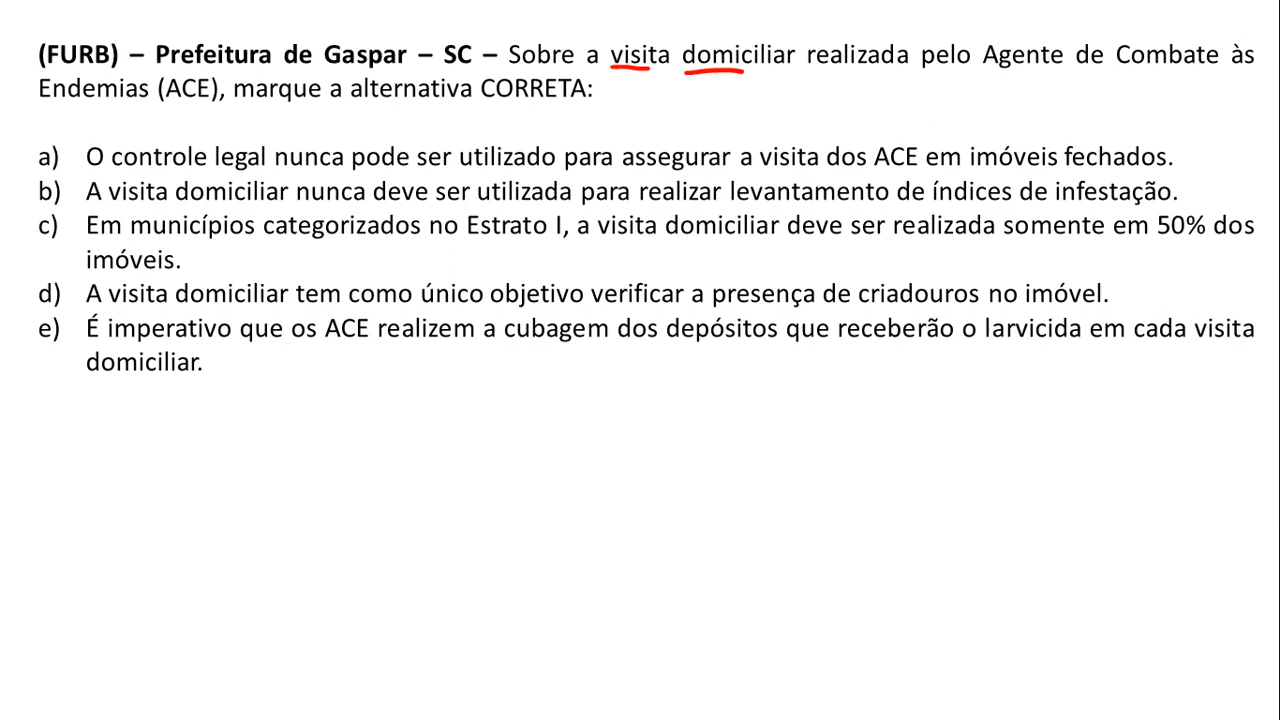 (FURB) – Prefeitura de Gaspar – SC – Sobre a visita domiciliar realizada pelo Agente de Combate às
Endemias (ACE), marque a alternativa CORRETA:
a) O controle legal nunca pode ser utilizado para assegurar a visita dos ACE em imóveis fechados.
b) A visita domiciliar nunca deve ser utilizada para realizar levantamento de índices de infestação.
c) Em municípios categorizados no Estrato I, a visita domiciliar deve ser realizada somente em 50% dos
imóveis.
d) A visita domiciliar tem como único objetivo verificar a presença de criadouros no imóvel.
e) É imperativo que os ACE realizem a cubagem dos depósitos que receberão o larvicida em cada visita
domiciliar.